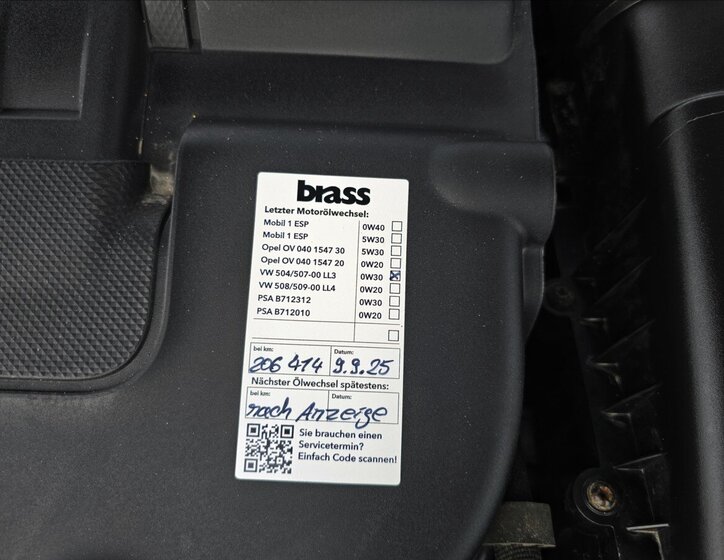 brass
Letzter Motorölwechsel:
Mobil 1 ESP 0W40
Mobil 1 ESP 5W30
Opel OV 040 1547 30 5W30
Opel OV 040 1547 20 0W20
VW 504/507-00 LL3 0W30
VW 508/509-00 LL4 0W20
PSA B712312 0W30
PSA B712010 0W20
bei km: Datum:
206 414 9.9.25
Nächster Ölwechsel spätestens:
bei km: Datum:
nach Anzeige
Sie brauchen einen
Servicetermin?
Einfach Code scannen!